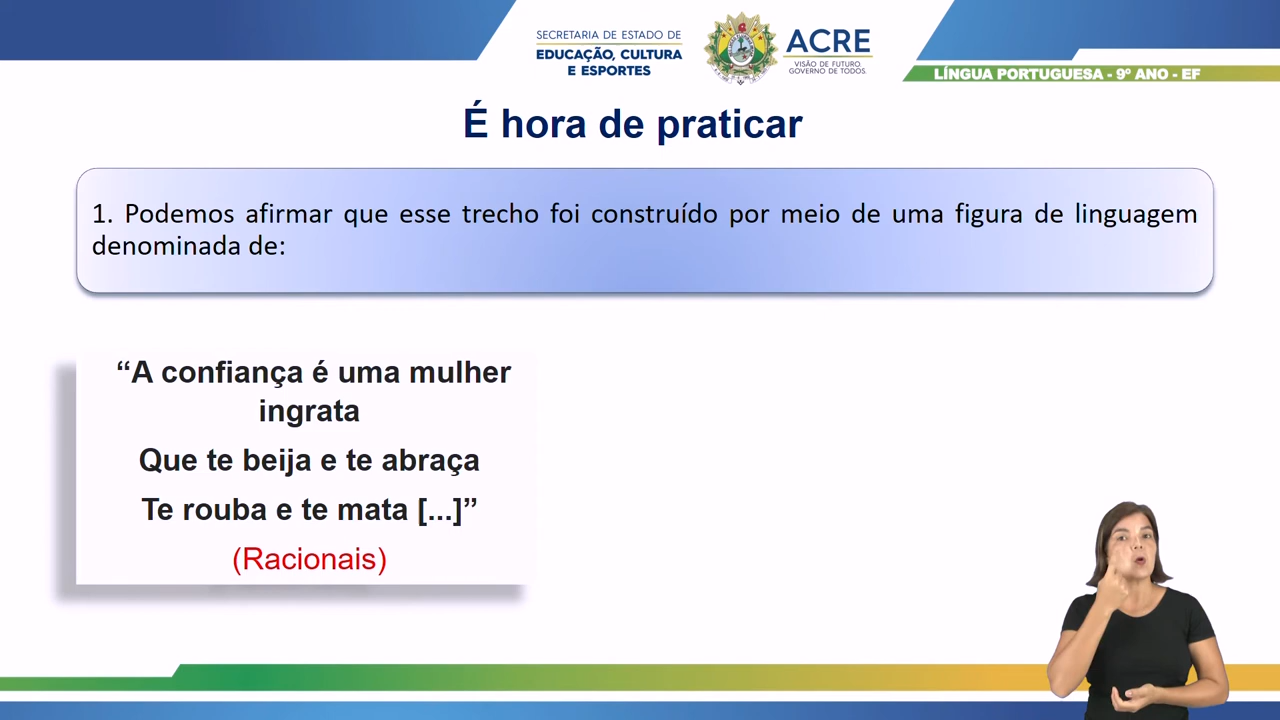 SECRETARIA DE ESTADO DE
EDUCAÇÃO, CULTURA
E ESPORTES
ACRE
VISÃO DE FUTURO.
GOVERNO DE TODOS.
LÍNGUA PORTUGUESA - 9º ANO - EF
É hora de praticar
1. Podemos afirmar que esse trecho foi construído por meio de uma figura de linguagem
denominada de:
“A confiança é uma mulher
ingrata
Que te beija e te abraça
Te rouba e te mata [...]”
(Racionais)